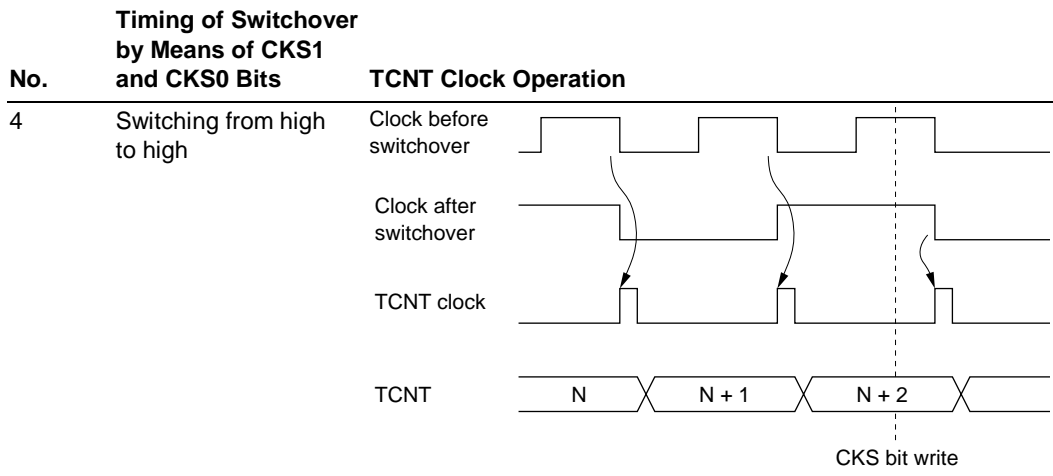 Timing of Switchover
by Means of CKS1
No. and CKS0 Bits TCNT Clock Operation
4 Switching from high
to high
Clock before
switchover
Clock after
switchover
TCNT clock
TCNT N N + 1 N + 2
CKS bit write